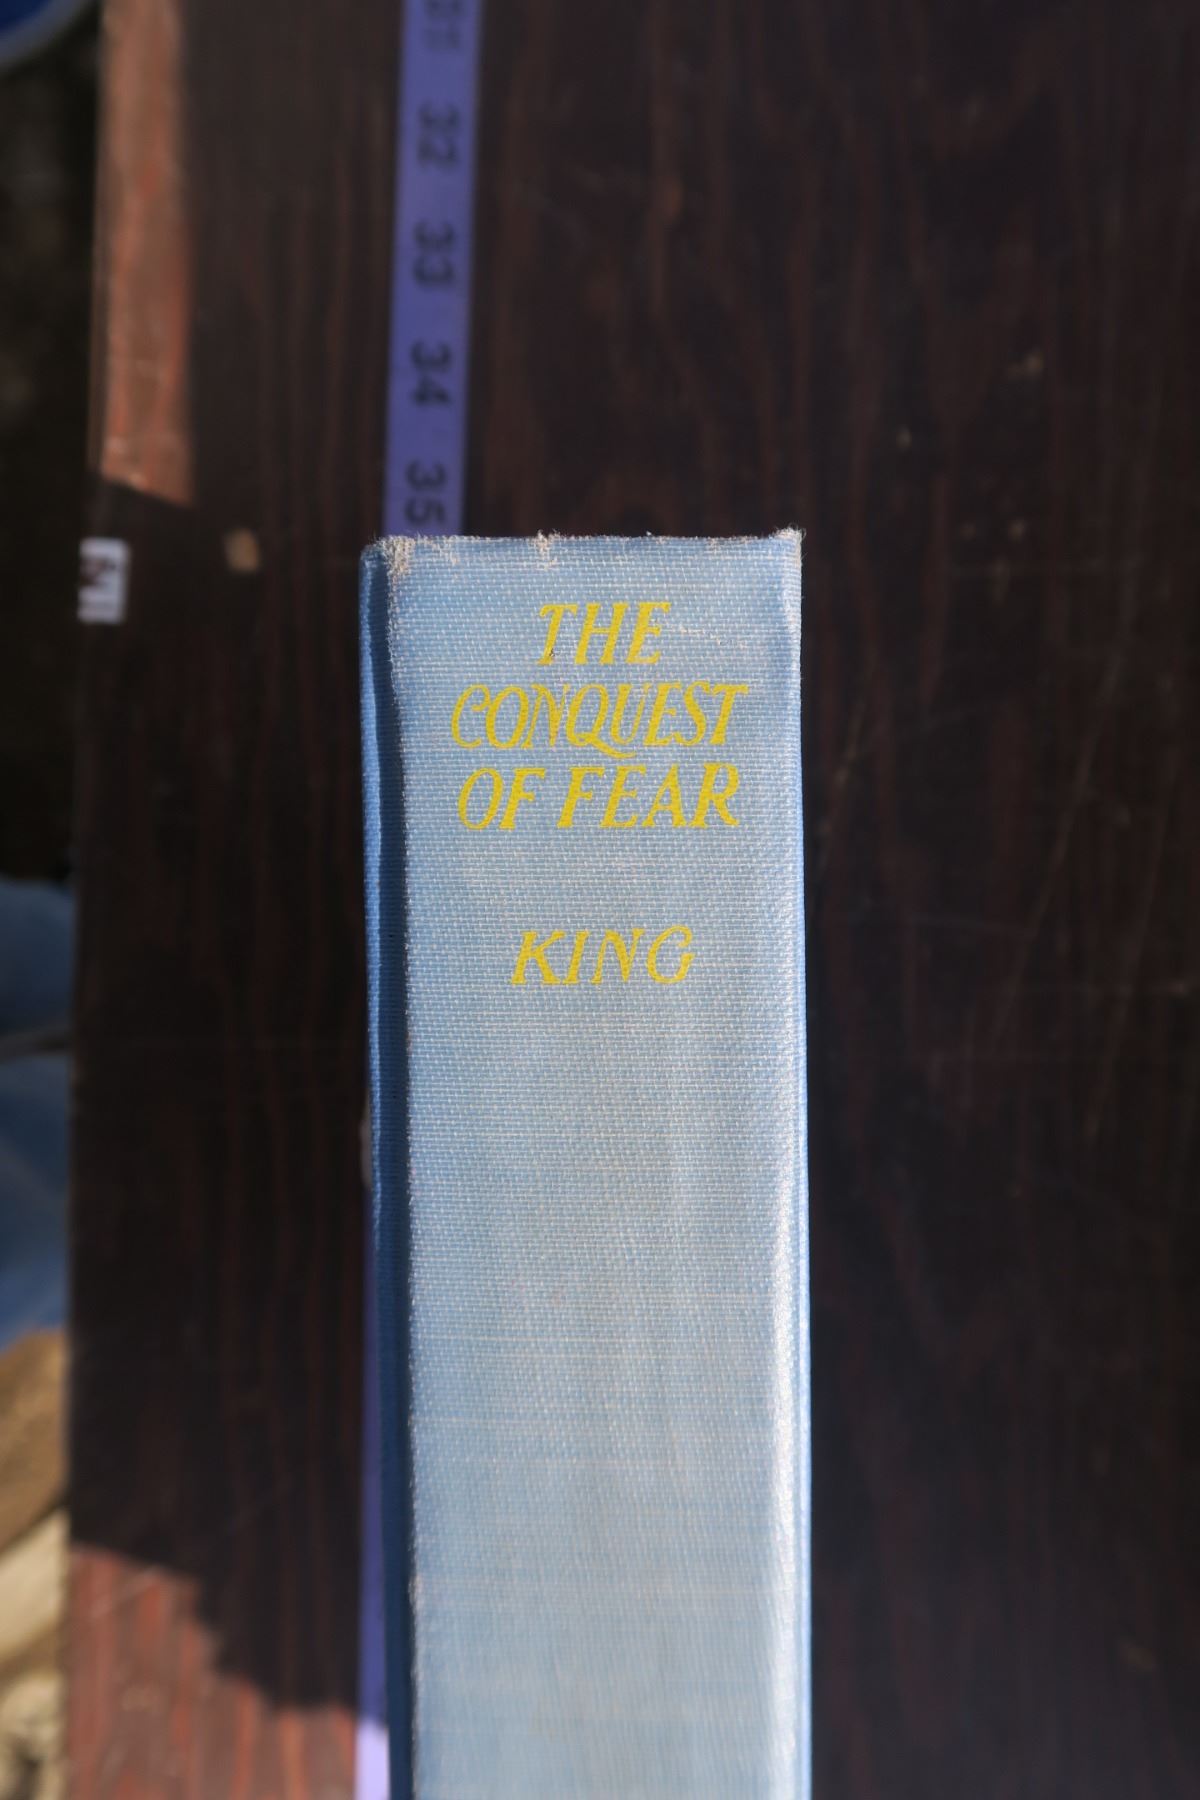 32
33
34
35
THE
CONQUEST
OF FEAR
KING